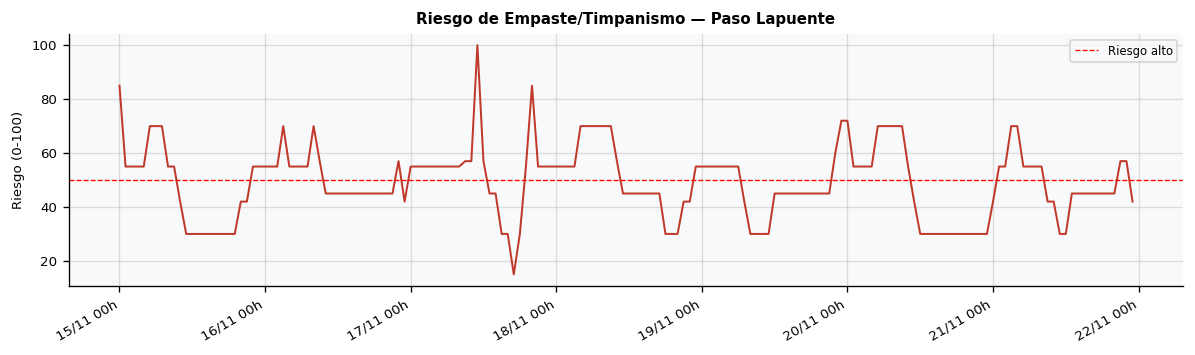 Riesgo de Empaste/Timpanismo — Paso Lapuente
Riesgo alto
Riesgo (0-100)
100
80
60
40
20
15/11 00h
16/11 00h
17/11 00h
18/11 00h
19/11 00h
20/11 00h
21/11 00h
22/11 00h